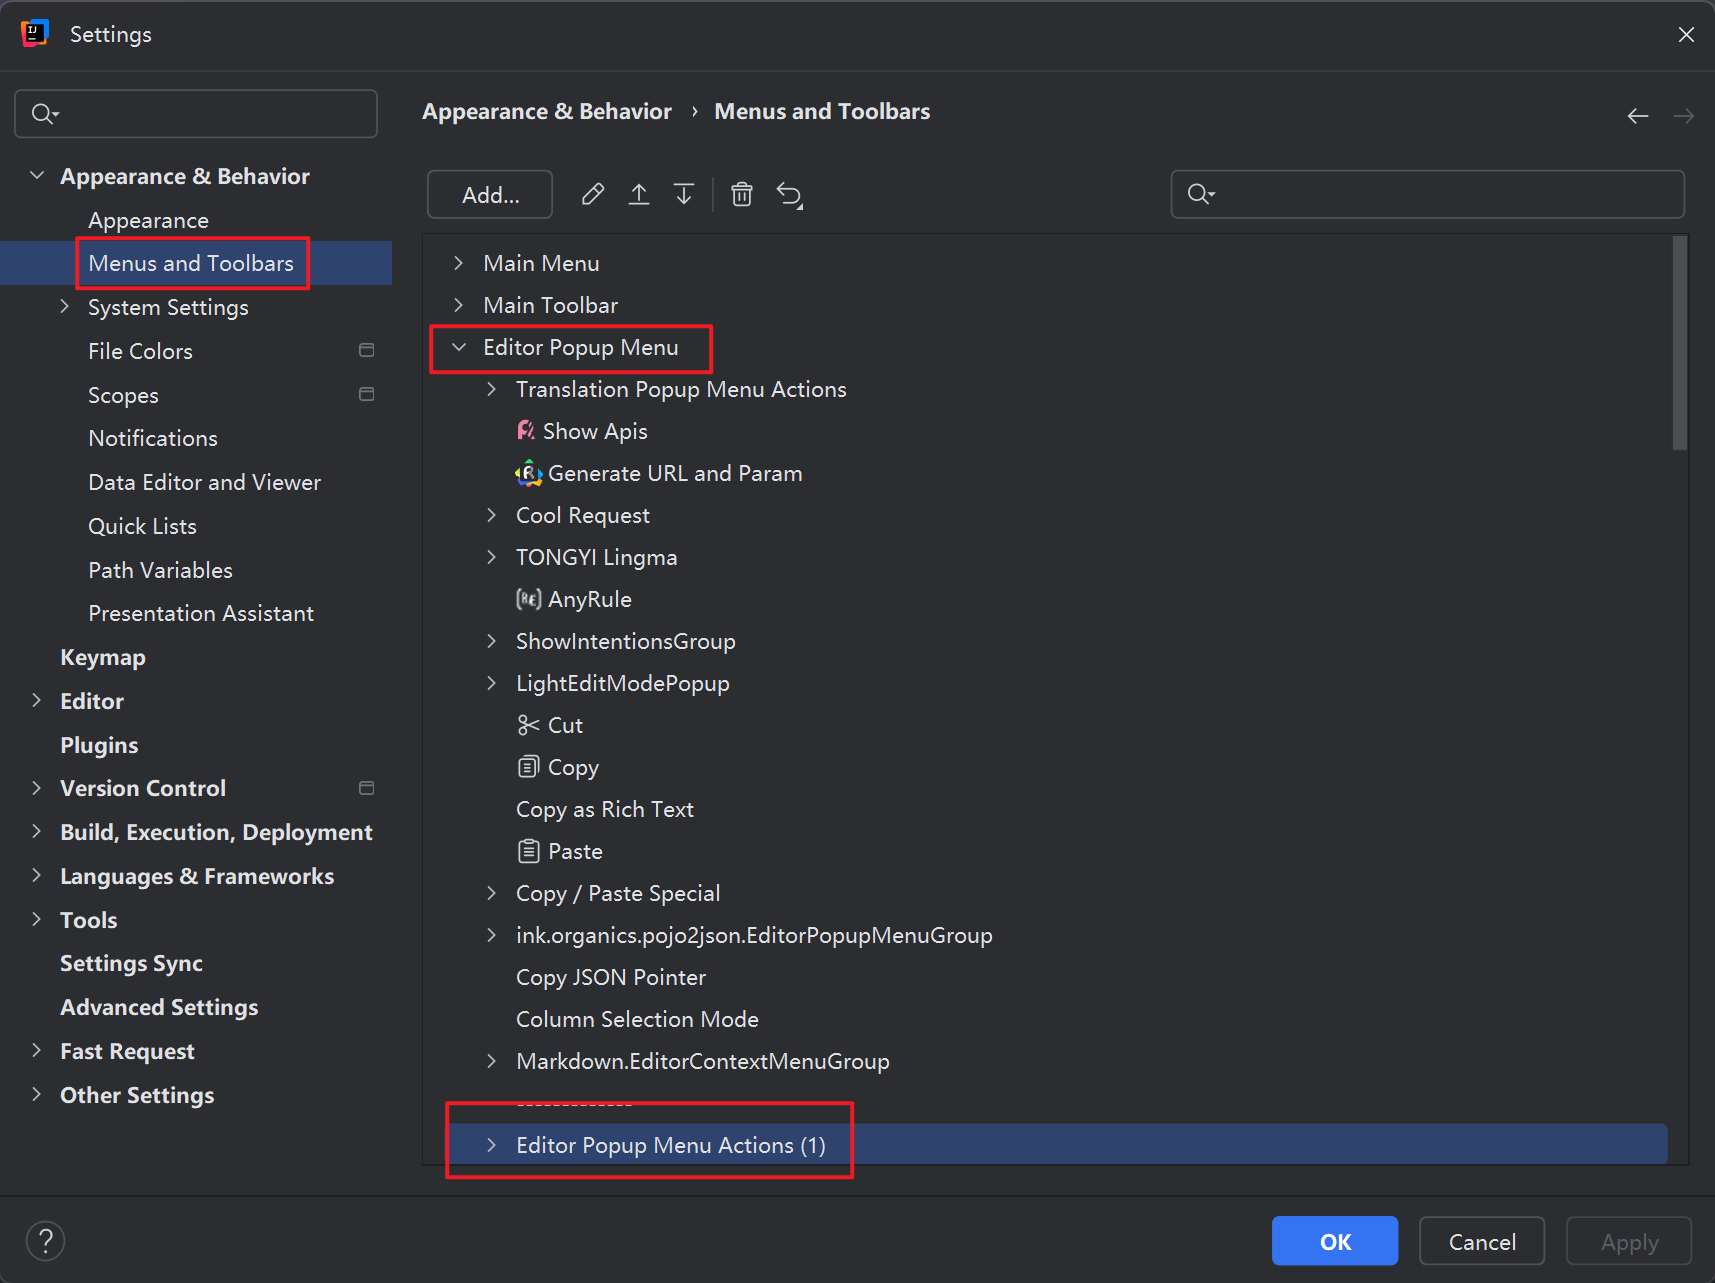 Settings
Appearance & Behavior › Menus and Toolbars
Appearance & Behavior
Appearance
Menus and Toolbars
System Settings
File Colors
Scopes
Notifications
Data Editor and Viewer
Quick Lists
Path Variables
Presentation Assistant
Keymap
Editor
Plugins
Version Control
Build, Execution, Deployment
Languages & Frameworks
Tools
Settings Sync
Advanced Settings
Fast Request
Other Settings
Add...
Main Menu
Main Toolbar
Editor Popup Menu
Translation Popup Menu Actions
Show Apis
Generate URL and Param
Cool Request
TONGYI Lingma
AnyRule
ShowIntentionsGroup
LightEditModePopup
Cut
Copy
Copy as Rich Text
Paste
Copy / Paste Special
ink.organics.pojo2json.EditorPopupMenuGroup
Copy JSON Pointer
Column Selection Mode
Markdown.EditorContextMenuGroup
-------------
Editor Popup Menu Actions (1)
?
OK
Cancel
Apply